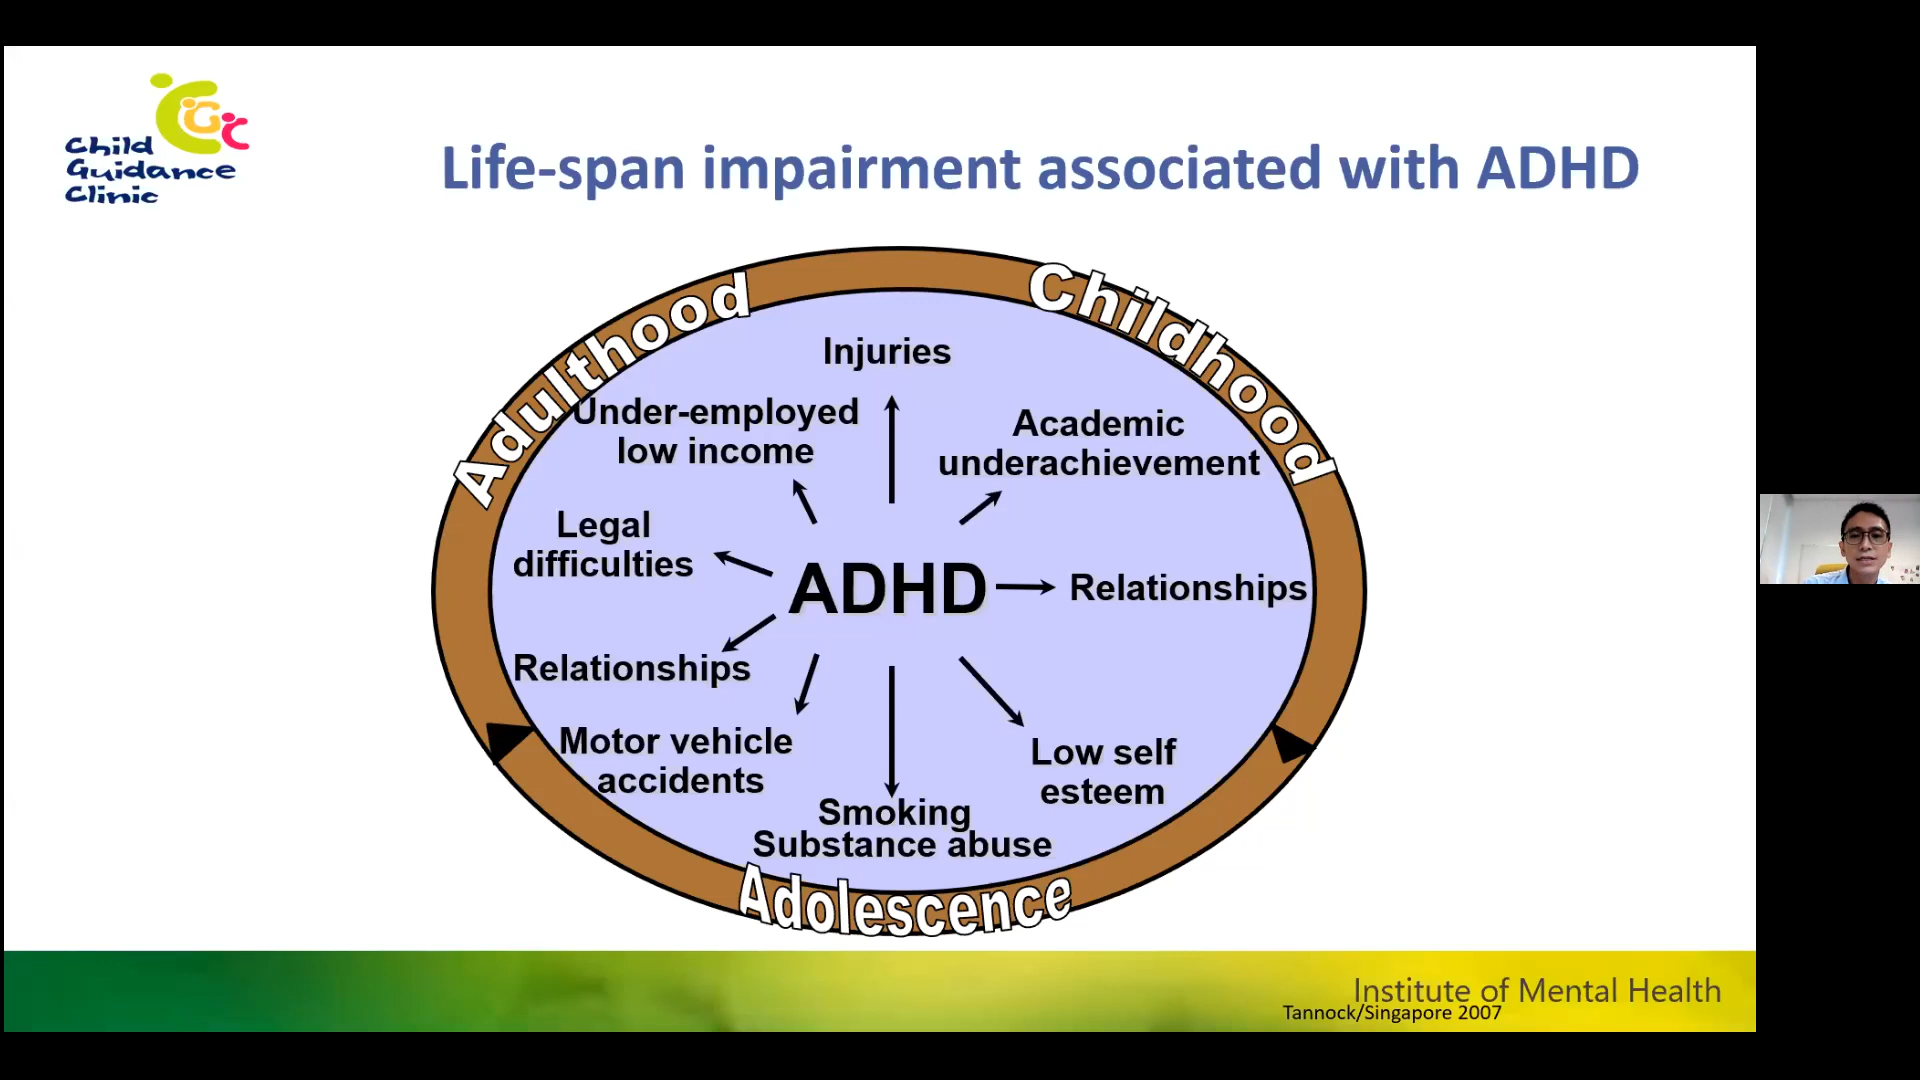 Child
Guidance
Clinic
CGC
Life-span impairment associated with ADHD
Adulthood
Childhood
Injuries
Under-employed
low income
Academic
underachievement
Legal
difficulties
ADHD
Relationships
Relationships
Motor vehicle
accidents
Low self
esteem
Smoking
Substance abuse
Adolescence
Institute of Mental Health
Tannock/Singapore 2007